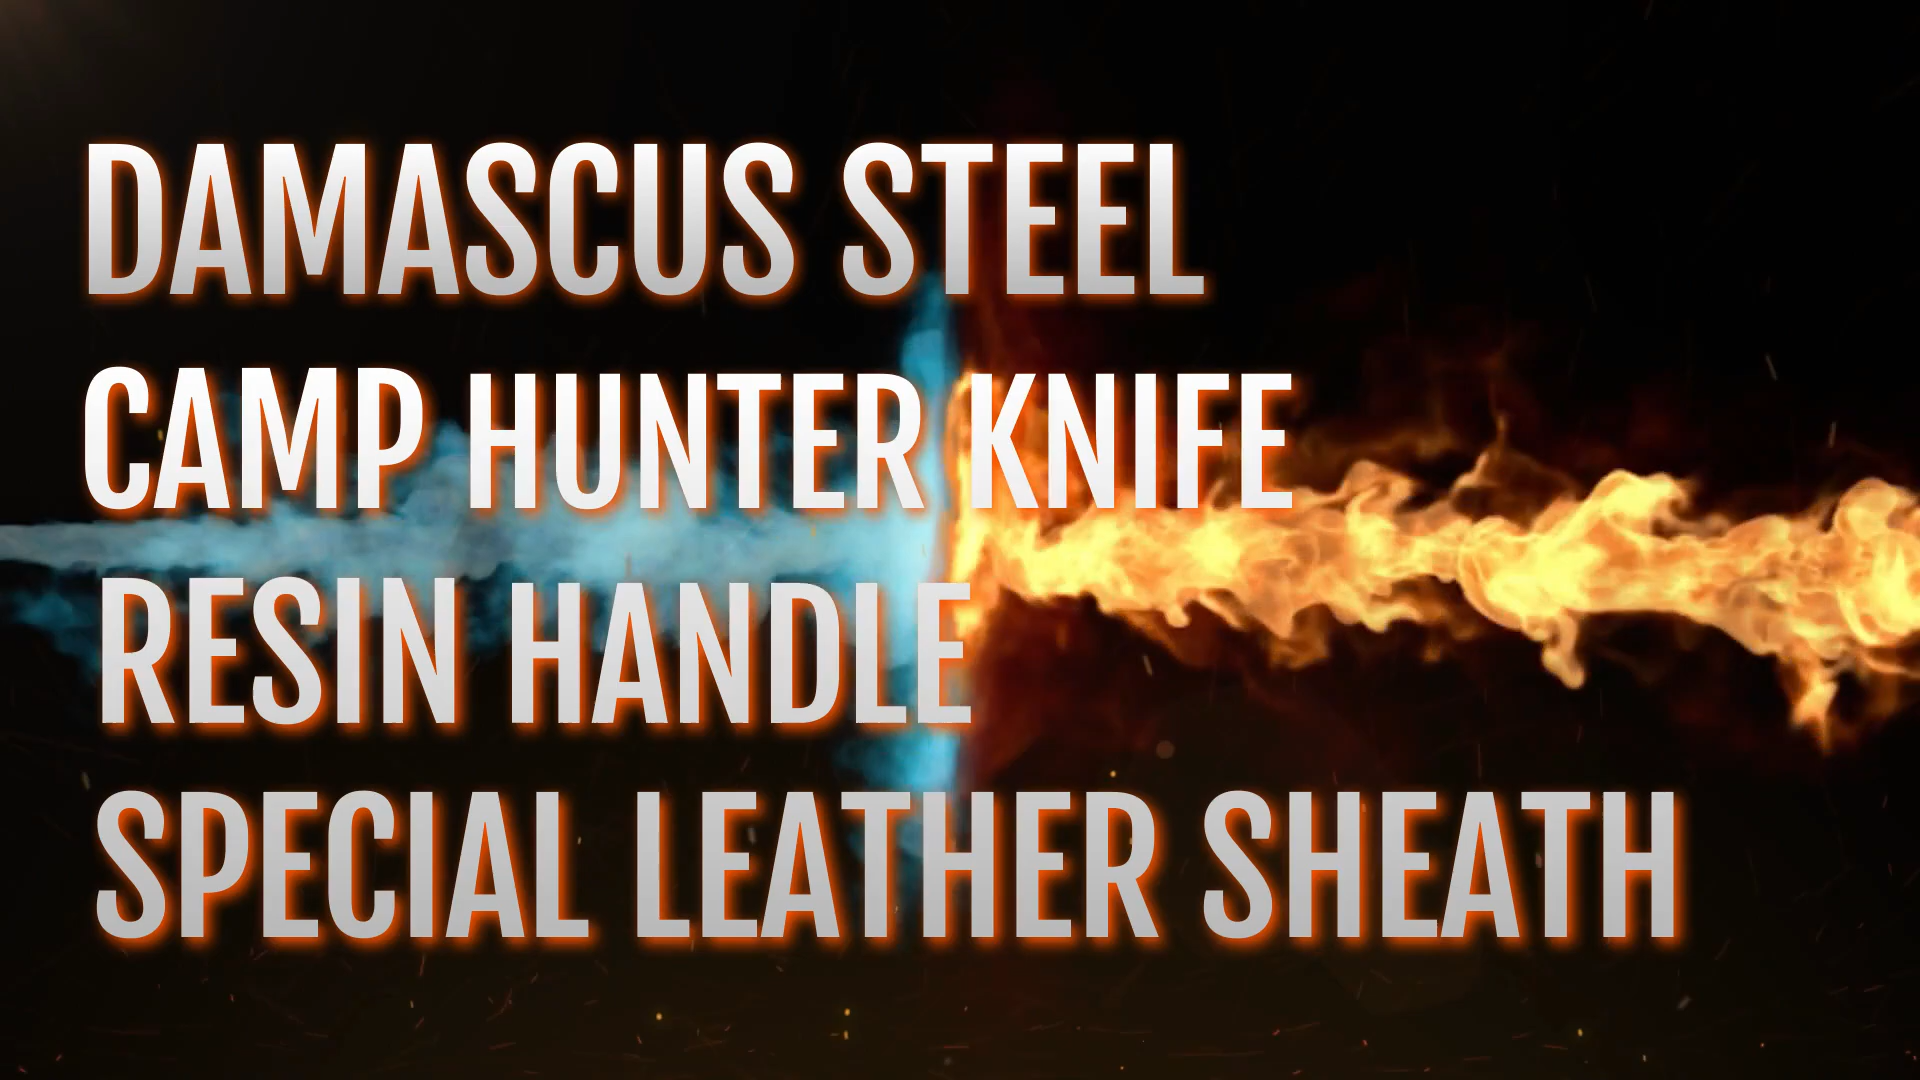 DAMASCUS STEEL
CAMP HUNTER KNIFE
RESIN HANDLE
SPECIAL LEATHER SHEATH